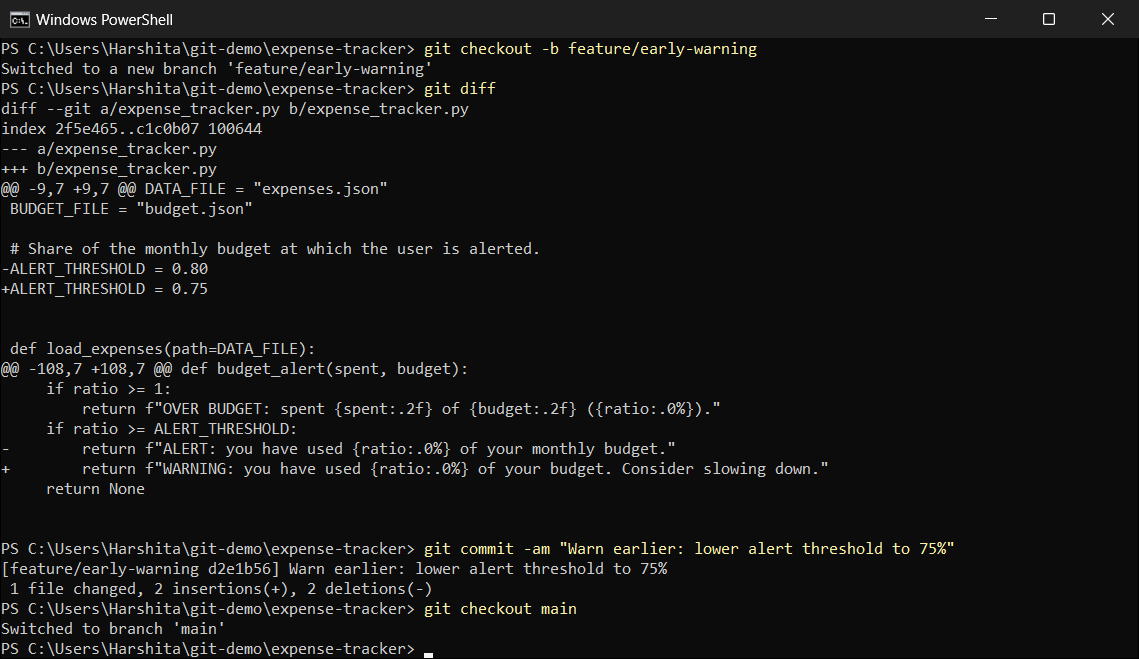 Windows PowerShell
PS C:\Users\Harshita\git-demo\expense-tracker> git checkout -b feature/early-warning
Switched to a new branch 'feature/early-warning'
PS C:\Users\Harshita\git-demo\expense-tracker> git diff
diff --git a/expense_tracker.py b/expense_tracker.py
index 2f5e465..c1c0b07 100644
--- a/expense_tracker.py
+++ b/expense_tracker.py
@@ -9,7 +9,7 @@ DATA_FILE = "expenses.json"
 BUDGET_FILE = "budget.json"

 # Share of the monthly budget at which the user is alerted.
-ALERT_THRESHOLD = 0.80
+ALERT_THRESHOLD = 0.75


 def load_expenses(path=DATA_FILE):
@@ -108,7 +108,7 @@ def budget_alert(spent, budget):
     if ratio >= 1:
         return f"OVER BUDGET: spent {spent:.2f} of {budget:.2f} ({ratio:.0%})."
     if ratio >= ALERT_THRESHOLD:
-        return f"ALERT: you have used {ratio:.0%} of your monthly budget."
+        return f"WARNING: you have used {ratio:.0%} of your budget. Consider slowing down."
     return None


PS C:\Users\Harshita\git-demo\expense-tracker> git commit -am "Warn earlier: lower alert threshold to 75%"
[feature/early-warning d2e1b56] Warn earlier: lower alert threshold to 75%
 1 file changed, 2 insertions(+), 2 deletions(-)
PS C:\Users\Harshita\git-demo\expense-tracker> git checkout main
Switched to branch 'main'
PS C:\Users\Harshita\git-demo\expense-tracker>